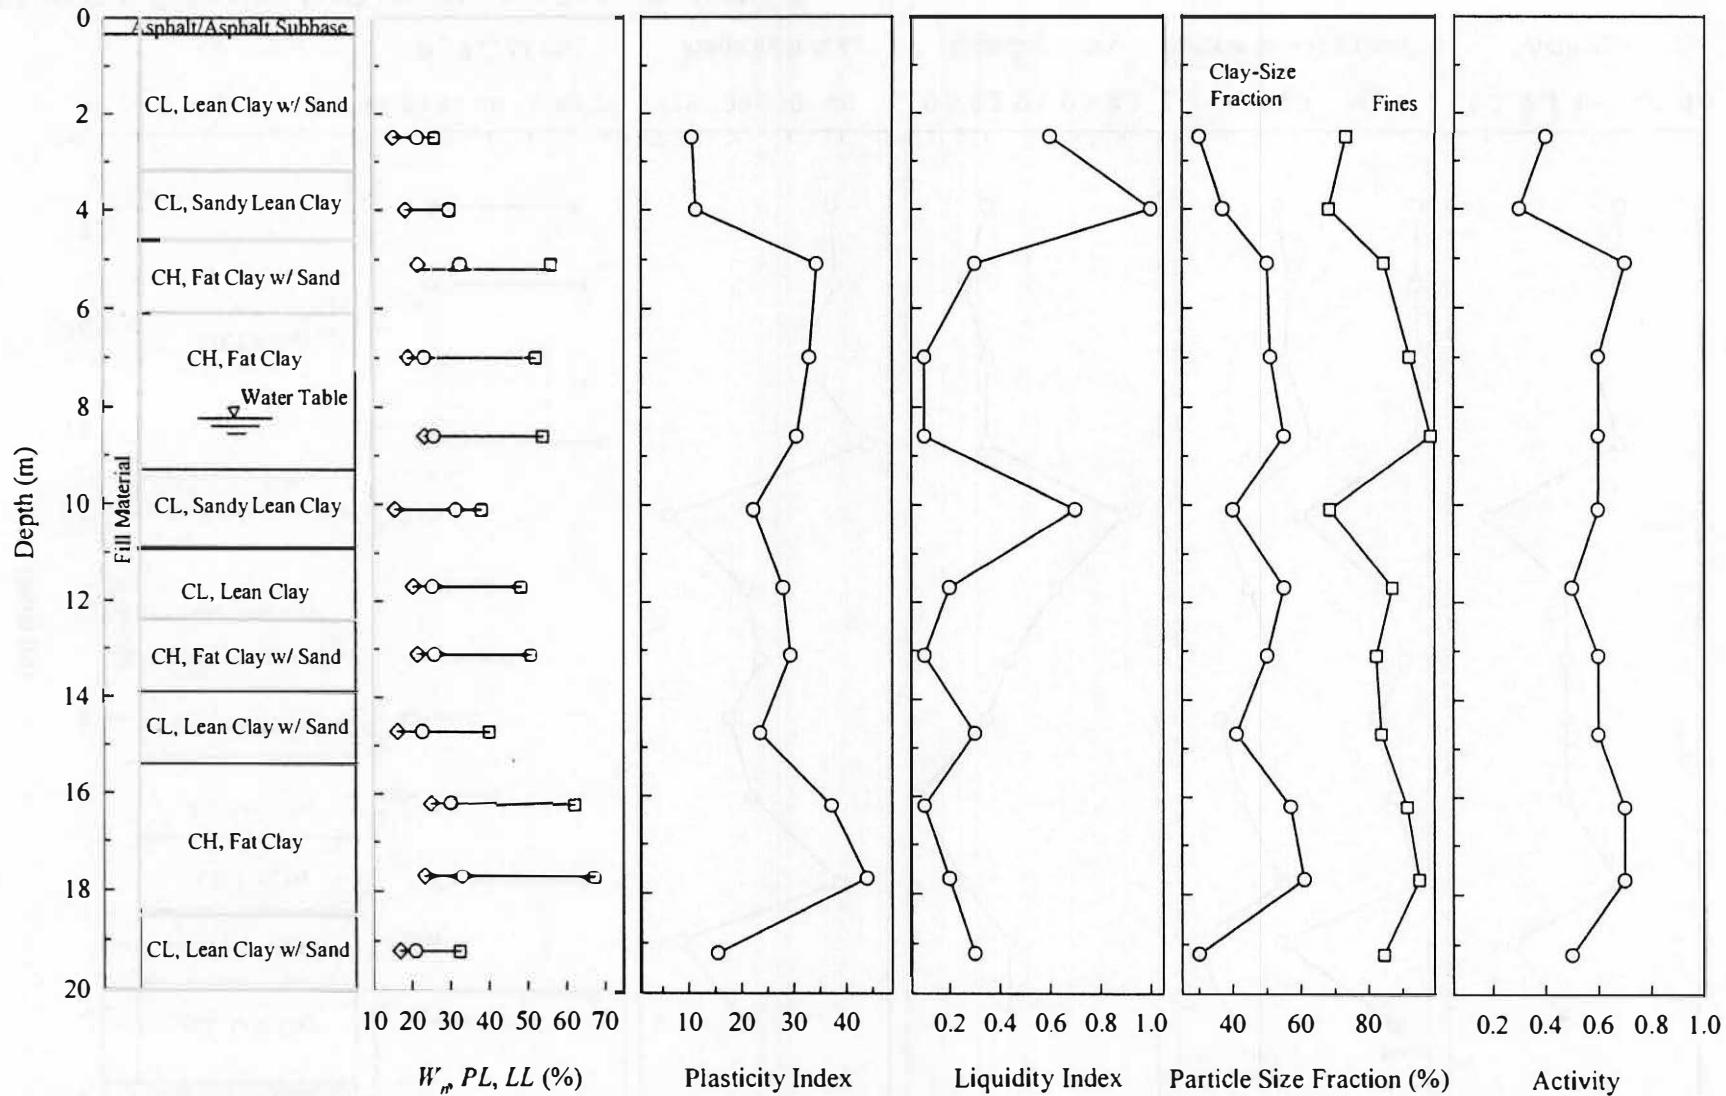 0
Asphalt/Asphalt Subbase
Clay-Size
Fraction
Fines
CL, Lean Clay w/ Sand
2
CL, Sandy Lean Clay
4
CH, Fat Clay w/ Sand
6
CH, Fat Clay
Water Table
8
Depth (m)
Fill Material
CL, Sandy Lean Clay
10
CL, Lean Clay
12
CH, Fat Clay w/ Sand
14
CL, Lean Clay w/ Sand
16
CH, Fat Clay
18
CL, Lean Clay w/ Sand
20
10 20 30 40 50 60 70
10 20 30 40
0.2 0.4 0.6 0.8 1.0
40 60 80
0.2 0.4 0.6 0.8 1.0
Wn, PL, LL (%)
Plasticity Index
Liquidity Index
Particle Size Fraction (%)
Activity